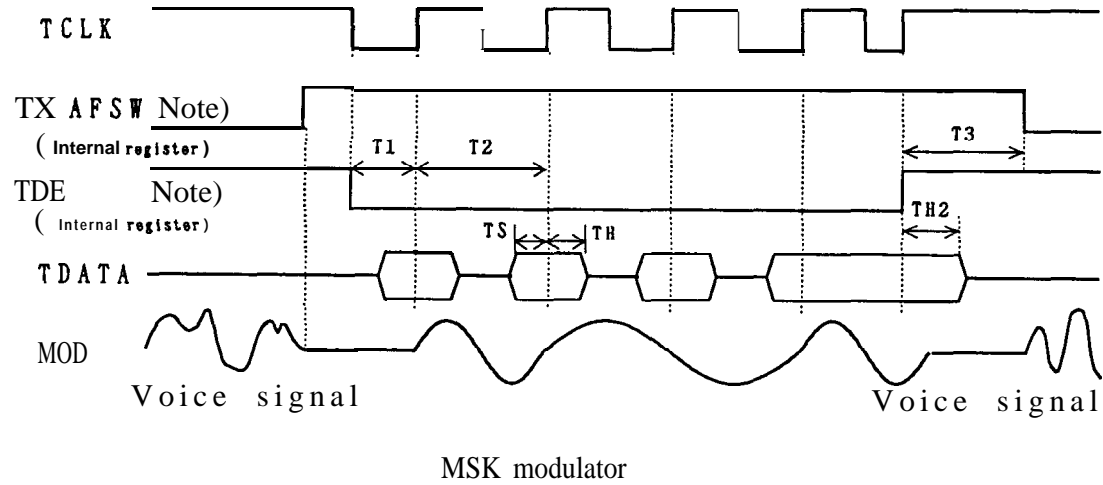 TCLK
TX AFSW Note)
( Internal register)
T1 T2 T3
TDE Note)
( Internal register)
TS TH TH2
TDATA
MOD
Voice signal Voice signal
MSK modulator